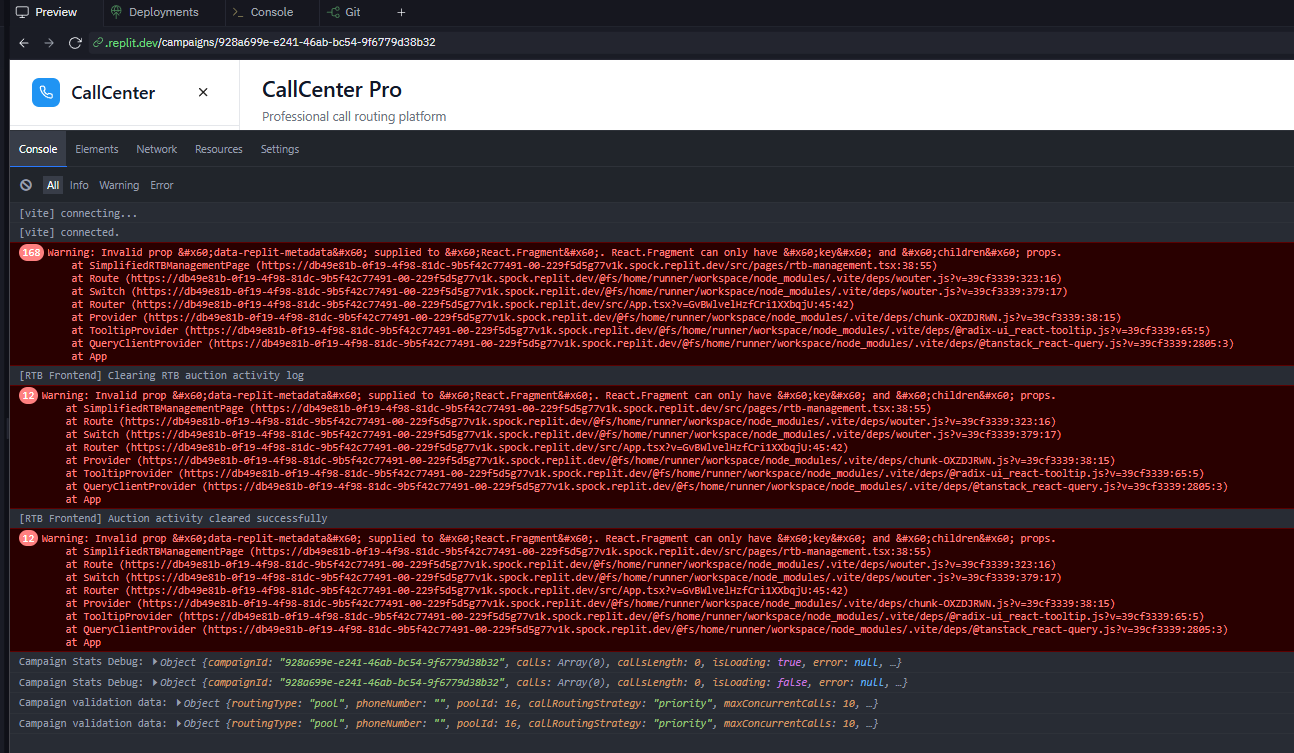 Preview Deployments >_ Console Git +
.replit.dev/campaigns/928a699e-e241-46ab-bc54-9f6779d38b32
CallCenter ×
CallCenter Pro
Professional call routing platform
Console Elements Network Resources Settings
All Info Warning Error
[vite] connecting...
[vite] connected.
168 Warning: Invalid prop &#x60;data-replit-metadata&#x60; supplied to &#x60;React.Fragment&#x60;. React.Fragment can only have &#x60;key&#x60; and &#x60;children&#x60; props.
at SimplifiedRTBManagementPage (https://db49e81b-0f19-4f98-81dc-9b5f42c77491-00-229f5d5g77v1k.spock.replit.dev/src/pages/rtb-management.tsx:38:55)
at Route (https://db49e81b-0f19-4f98-81dc-9b5f42c77491-00-229f5d5g77v1k.spock.replit.dev/@fs/home/runner/workspace/node_modules/.vite/deps/wouter.js?v=39cf3339:323:16)
at Switch (https://db49e81b-0f19-4f98-81dc-9b5f42c77491-00-229f5d5g77v1k.spock.replit.dev/@fs/home/runner/workspace/node_modules/.vite/deps/wouter.js?v=39cf3339:379:17)
at Router (https://db49e81b-0f19-4f98-81dc-9b5f42c77491-00-229f5d5g77v1k.spock.replit.dev/src/App.tsx?v=GvBWlvelHzfCri1XXbqjU:45:42)
at Provider (https://db49e81b-0f19-4f98-81dc-9b5f42c77491-00-229f5d5g77v1k.spock.replit.dev/@fs/home/runner/workspace/node_modules/.vite/deps/chunk-OXZDJRWN.js?v=39cf3339:38:15)
at TooltipProvider (https://db49e81b-0f19-4f98-81dc-9b5f42c77491-00-229f5d5g77v1k.spock.replit.dev/@fs/home/runner/workspace/node_modules/.vite/deps/@radix-ui_react-tooltip.js?v=39cf3339:65:5)
at QueryClientProvider (https://db49e81b-0f19-4f98-81dc-9b5f42c77491-00-229f5d5g77v1k.spock.replit.dev/@fs/home/runner/workspace/node_modules/.vite/deps/@tanstack_react-query.js?v=39cf3339:2805:3)
at App
[RTB Frontend] Clearing RTB auction activity log
12 Warning: Invalid prop &#x60;data-replit-metadata&#x60; supplied to &#x60;React.Fragment&#x60;. React.Fragment can only have &#x60;key&#x60; and &#x60;children&#x60; props.
at SimplifiedRTBManagementPage (https://db49e81b-0f19-4f98-81dc-9b5f42c77491-00-229f5d5g77v1k.spock.replit.dev/src/pages/rtb-management.tsx:38:55)
at Route (https://db49e81b-0f19-4f98-81dc-9b5f42c77491-00-229f5d5g77v1k.spock.replit.dev/@fs/home/runner/workspace/node_modules/.vite/deps/wouter.js?v=39cf3339:323:16)
at Switch (https://db49e81b-0f19-4f98-81dc-9b5f42c77491-00-229f5d5g77v1k.spock.replit.dev/@fs/home/runner/workspace/node_modules/.vite/deps/wouter.js?v=39cf3339:379:17)
at Router (https://db49e81b-0f19-4f98-81dc-9b5f42c77491-00-229f5d5g77v1k.spock.replit.dev/src/App.tsx?v=GvBWlvelHzfCri1XXbqjU:45:42)
at Provider (https://db49e81b-0f19-4f98-81dc-9b5f42c77491-00-229f5d5g77v1k.spock.replit.dev/@fs/home/runner/workspace/node_modules/.vite/deps/chunk-OXZDJRWN.js?v=39cf3339:38:15)
at TooltipProvider (https://db49e81b-0f19-4f98-81dc-9b5f42c77491-00-229f5d5g77v1k.spock.replit.dev/@fs/home/runner/workspace/node_modules/.vite/deps/@radix-ui_react-tooltip.js?v=39cf3339:65:5)
at QueryClientProvider (https://db49e81b-0f19-4f98-81dc-9b5f42c77491-00-229f5d5g77v1k.spock.replit.dev/@fs/home/runner/workspace/node_modules/.vite/deps/@tanstack_react-query.js?v=39cf3339:2805:3)
at App
[RTB Frontend] Auction activity cleared successfully
12 Warning: Invalid prop &#x60;data-replit-metadata&#x60; supplied to &#x60;React.Fragment&#x60;. React.Fragment can only have &#x60;key&#x60; and &#x60;children&#x60; props.
at SimplifiedRTBManagementPage (https://db49e81b-0f19-4f98-81dc-9b5f42c77491-00-229f5d5g77v1k.spock.replit.dev/src/pages/rtb-management.tsx:38:55)
at Route (https://db49e81b-0f19-4f98-81dc-9b5f42c77491-00-229f5d5g77v1k.spock.replit.dev/@fs/home/runner/workspace/node_modules/.vite/deps/wouter.js?v=39cf3339:323:16)
at Switch (https://db49e81b-0f19-4f98-81dc-9b5f42c77491-00-229f5d5g77v1k.spock.replit.dev/@fs/home/runner/workspace/node_modules/.vite/deps/wouter.js?v=39cf3339:379:17)
at Router (https://db49e81b-0f19-4f98-81dc-9b5f42c77491-00-229f5d5g77v1k.spock.replit.dev/src/App.tsx?v=GvBWlvelHzfCri1XXbqjU:45:42)
at Provider (https://db49e81b-0f19-4f98-81dc-9b5f42c77491-00-229f5d5g77v1k.spock.replit.dev/@fs/home/runner/workspace/node_modules/.vite/deps/chunk-OXZDJRWN.js?v=39cf3339:38:15)
at TooltipProvider (https://db49e81b-0f19-4f98-81dc-9b5f42c77491-00-229f5d5g77v1k.spock.replit.dev/@fs/home/runner/workspace/node_modules/.vite/deps/@radix-ui_react-tooltip.js?v=39cf3339:65:5)
at QueryClientProvider (https://db49e81b-0f19-4f98-81dc-9b5f42c77491-00-229f5d5g77v1k.spock.replit.dev/@fs/home/runner/workspace/node_modules/.vite/deps/@tanstack_react-query.js?v=39cf3339:2805:3)
at App
Campaign Stats Debug: Object {campaignId: "928a699e-e241-46ab-bc54-9f6779d38b32", calls: Array(0), callsLength: 0, isLoading: true, error: null, …}
Campaign Stats Debug: Object {campaignId: "928a699e-e241-46ab-bc54-9f6779d38b32", calls: Array(0), callsLength: 0, isLoading: false, error: null, …}
Campaign validation data: Object {routingType: "pool", phoneNumber: "", poolId: 16, callRoutingStrategy: "priority", maxConcurrentCalls: 10, …}
Campaign validation data: Object {routingType: "pool", phoneNumber: "", poolId: 16, callRoutingStrategy: "priority", maxConcurrentCalls: 10, …}